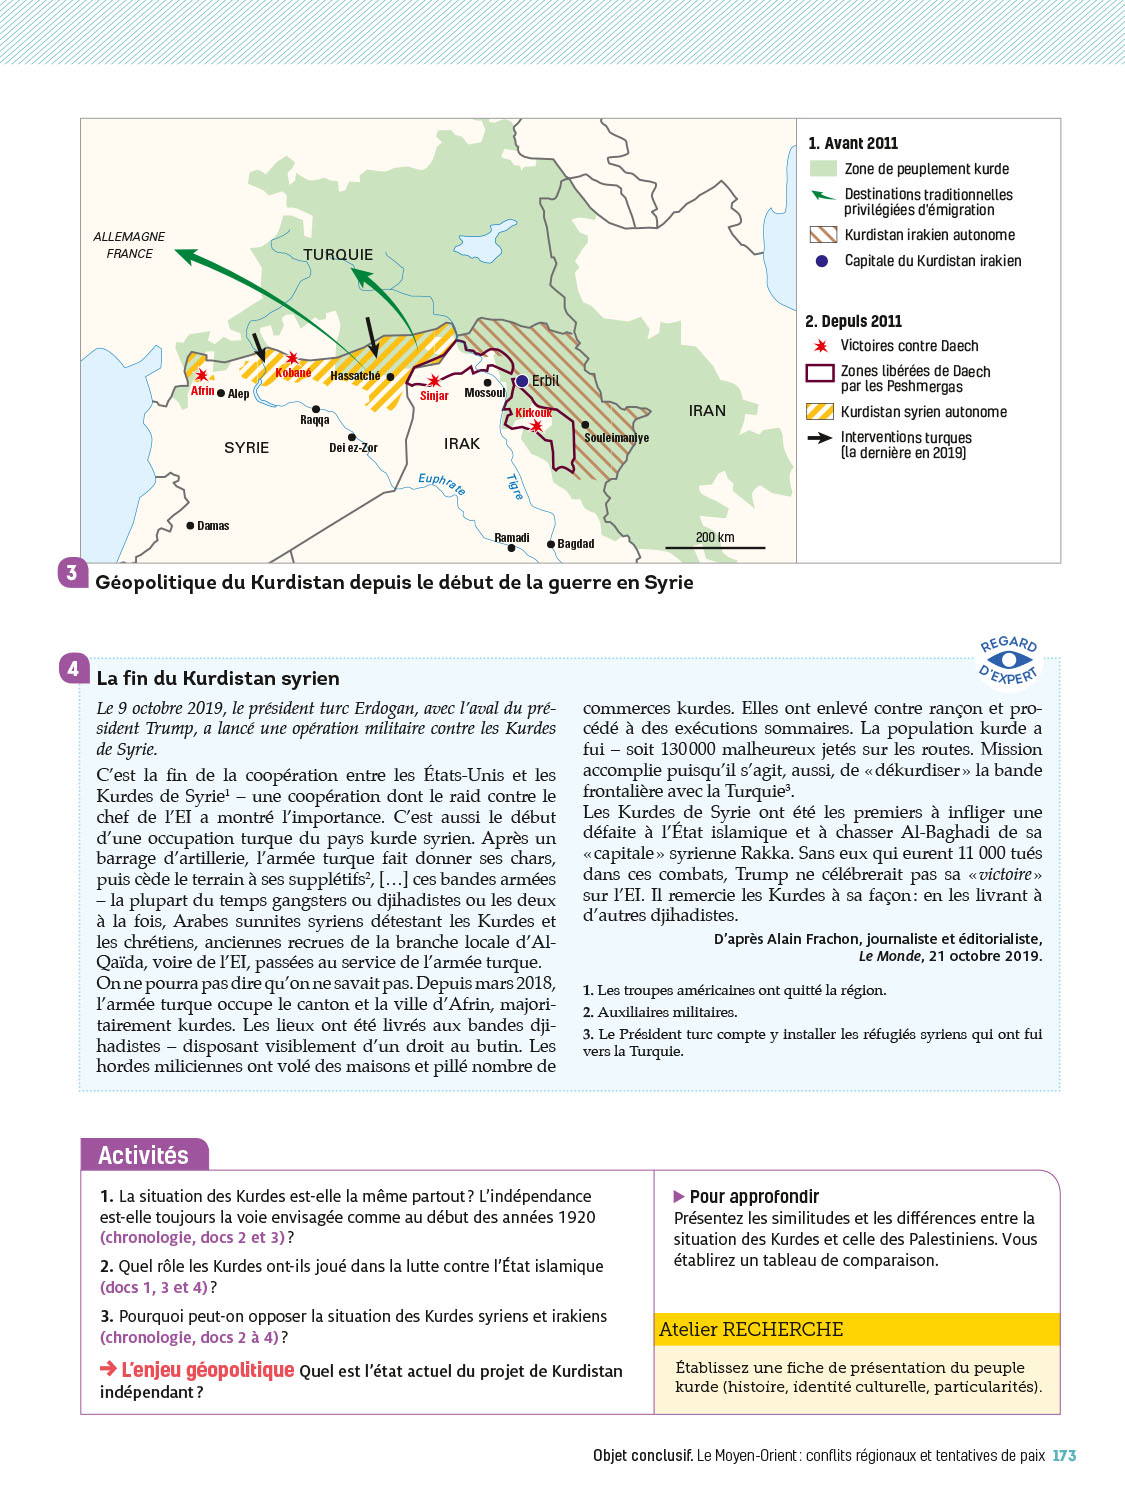 ALLEMAGNE
FRANCE
TURQUIE
Afrin
Alep
Kobané
Hassatché
Sinjar
Mossoul
Erbil
Kirkouk
Souleimaniye
Raqqa
Dei ez-Zor
SYRIE
IRAK
IRAN
Euphrate
Tigre
Damas
Ramadi
Bagdad
200 km
1. Avant 2011
Zone de peuplement kurde
Destinations traditionnelles
privilégiées d'émigration
Kurdistan irakien autonome
Capitale du Kurdistan irakien
2. Depuis 2011
Victoires contre Daech
Zones libérées de Daech
par les Peshmergas
Kurdistan syrien autonome
Interventions turques
(la dernière en 2019)
3
Géopolitique du Kurdistan depuis le début de la guerre en Syrie
REGARD
D'EXPERT
4
La fin du Kurdistan syrien
Le 9 octobre 2019, le président turc Erdogan, avec l'aval du pré-
sident Trump, a lancé une opération militaire contre les Kurdes
de Syrie.
C'est la fin de la coopération entre les États-Unis et les
Kurdes de Syrie¹ – une coopération dont le raid contre le
chef de l'EI a montré l'importance. C'est aussi le début
d'une occupation turque du pays kurde syrien. Après un
barrage d'artillerie, l'armée turque fait donner ses chars,
puis cède le terrain à ses supplétifs², […] ces bandes armées
– la plupart du temps gangsters ou djihadistes ou les deux
à la fois, Arabes sunnites syriens détestant les Kurdes et
les chrétiens, anciennes recrues de la branche locale d'Al-
Qaïda, voire de l'EI, passées au service de l'armée turque.
On ne pourra pas dire qu'on ne savait pas. Depuis mars 2018,
l'armée turque occupe le canton et la ville d'Afrin, majori-
tairement kurdes. Les lieux ont été livrés aux bandes dji-
hadistes – disposant visiblement d'un droit au butin. Les
hordes miliciennes ont volé des maisons et pillé nombre de
commerces kurdes. Elles ont enlevé contre rançon et pro-
cédé à des exécutions sommaires. La population kurde a
fui – soit 130 000 malheureux jetés sur les routes. Mission
accomplie puisqu'il s'agit, aussi, de « dékurdiser » la bande
frontalière avec la Turquie³.
Les Kurdes de Syrie ont été les premiers à infliger une
défaite à l'État islamique et à chasser Al-Baghadi de sa
« capitale » syrienne Rakka. Sans eux qui eurent 11 000 tués
dans ces combats, Trump ne célébrerait pas sa « victoire »
sur l'EI. Il remercie les Kurdes à sa façon : en les livrant à
d'autres djihadistes.
D'après Alain Frachon, journaliste et éditorialiste,
Le Monde, 21 octobre 2019.
1. Les troupes américaines ont quitté la région.
2. Auxiliaires militaires.
3. Le Président turc compte y installer les réfugiés syriens qui ont fui
vers la Turquie.
Activités
1. La situation des Kurdes est-elle la même partout ? L'indépendance
est-elle toujours la voie envisagée comme au début des années 1920
(chronologie, docs 2 et 3) ?
2. Quel rôle les Kurdes ont-ils joué dans la lutte contre l'État islamique
(docs 1, 3 et 4) ?
3. Pourquoi peut-on opposer la situation des Kurdes syriens et irakiens
(chronologie, docs 2 à 4) ?
→ L'enjeu géopolitique Quel est l'état actuel du projet de Kurdistan
indépendant ?
▶ Pour approfondir
Présentez les similitudes et les différences entre la
situation des Kurdes et celle des Palestiniens. Vous
établirez un tableau de comparaison.
Atelier RECHERCHE
Établissez une fiche de présentation du peuple
kurde (histoire, identité culturelle, particularités).
Objet conclusif. Le Moyen-Orient : conflits régionaux et tentatives de paix 173